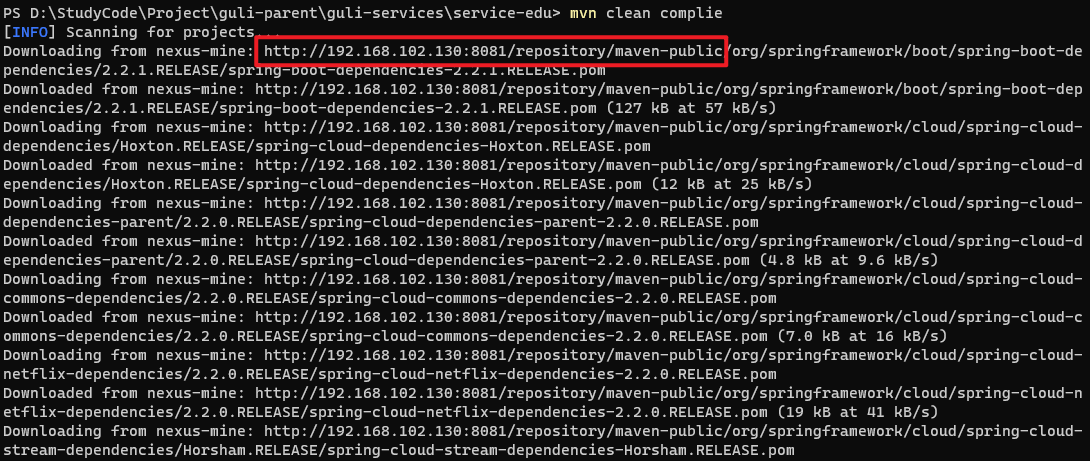 PS D:\StudyCode\Project\guli-parent\guli-services\service-edu> mvn clean complie
[INFO] Scanning for projects...
Downloading from nexus-mine: http://192.168.102.130:8081/repository/maven-public/org/springframework/boot/spring-boot-de
pendencies/2.2.1.RELEASE/spring-boot-dependencies-2.2.1.RELEASE.pom
Downloaded from nexus-mine: http://192.168.102.130:8081/repository/maven-public/org/springframework/boot/spring-boot-dep
endencies/2.2.1.RELEASE/spring-boot-dependencies-2.2.1.RELEASE.pom (127 kB at 57 kB/s)
Downloading from nexus-mine: http://192.168.102.130:8081/repository/maven-public/org/springframework/cloud/spring-cloud-
dependencies/Hoxton.RELEASE/spring-cloud-dependencies-Hoxton.RELEASE.pom
Downloaded from nexus-mine: http://192.168.102.130:8081/repository/maven-public/org/springframework/cloud/spring-cloud-d
ependencies/Hoxton.RELEASE/spring-cloud-dependencies-Hoxton.RELEASE.pom (12 kB at 25 kB/s)
Downloading from nexus-mine: http://192.168.102.130:8081/repository/maven-public/org/springframework/cloud/spring-cloud-
dependencies-parent/2.2.0.RELEASE/spring-cloud-dependencies-parent-2.2.0.RELEASE.pom
Downloaded from nexus-mine: http://192.168.102.130:8081/repository/maven-public/org/springframework/cloud/spring-cloud-d
ependencies-parent/2.2.0.RELEASE/spring-cloud-dependencies-parent-2.2.0.RELEASE.pom (4.8 kB at 9.6 kB/s)
Downloading from nexus-mine: http://192.168.102.130:8081/repository/maven-public/org/springframework/cloud/spring-cloud-
commons-dependencies/2.2.0.RELEASE/spring-cloud-commons-dependencies-2.2.0.RELEASE.pom
Downloaded from nexus-mine: http://192.168.102.130:8081/repository/maven-public/org/springframework/cloud/spring-cloud-c
ommons-dependencies/2.2.0.RELEASE/spring-cloud-commons-dependencies-2.2.0.RELEASE.pom (7.0 kB at 16 kB/s)
Downloading from nexus-mine: http://192.168.102.130:8081/repository/maven-public/org/springframework/cloud/spring-cloud-
netflix-dependencies/2.2.0.RELEASE/spring-cloud-netflix-dependencies-2.2.0.RELEASE.pom
Downloaded from nexus-mine: http://192.168.102.130:8081/repository/maven-public/org/springframework/cloud/spring-cloud-n
etflix-dependencies/2.2.0.RELEASE/spring-cloud-netflix-dependencies-2.2.0.RELEASE.pom (19 kB at 41 kB/s)
Downloading from nexus-mine: http://192.168.102.130:8081/repository/maven-public/org/springframework/cloud/spring-cloud-
stream-dependencies/Horsham.RELEASE/spring-cloud-stream-dependencies-Horsham.RELEASE.pom